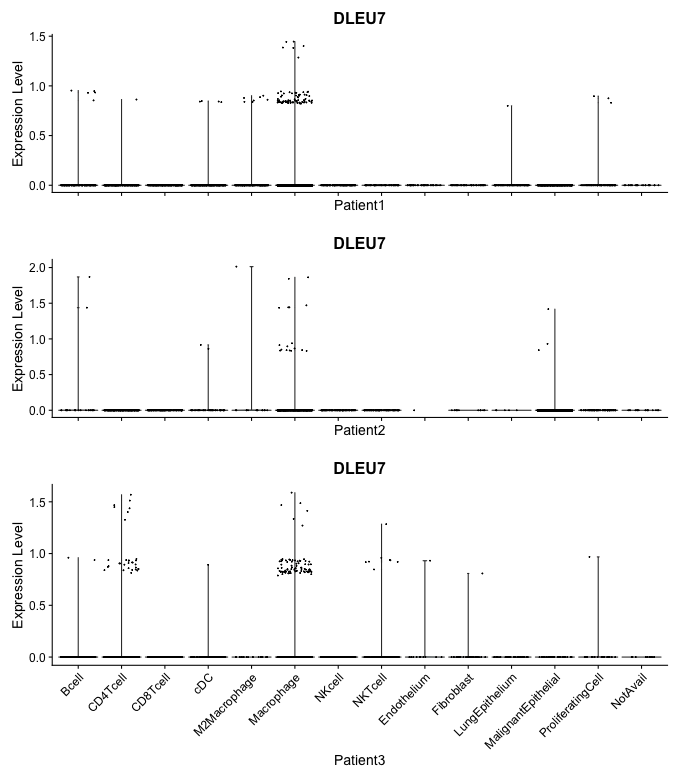 DLEU7
Expression Level
1.5
1.0
0.5
0.0
Patient1
DLEU7
Expression Level
2.0
1.5
1.0
0.5
0.0
Patient2
DLEU7
Expression Level
1.5
1.0
0.5
0.0
Bcell
CD4Tcell
CD8Tcell
cDC
M2Macrophage
Macrophage
NKcell
NKTcell
Endothelium
Fibroblast
LungEpithelium
MalignantEpithelial
ProliferatingCell
NotAvail
Patient3